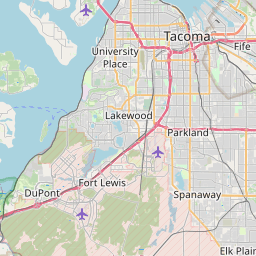 Tacoma
Fife
University
Place
Lakewood
Parkland
Fort Lewis
DuPont
Spanaway
Elk Plain